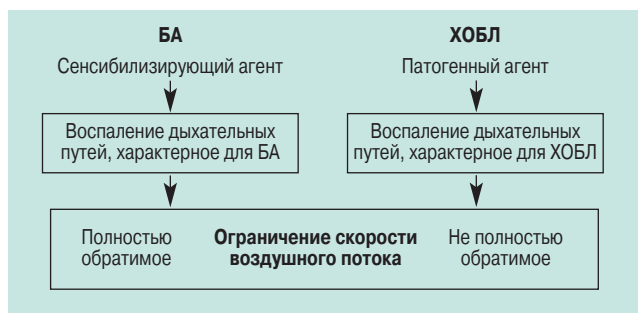 БА
Сенсибилизирующий агент
Воспаление дыхательных
путей, характерное для БА
ХОБЛ
Патогенный агент
Воспаление дыхательных
путей, характерное для ХОБЛ
Полностью
обратимое
Ограничение скорости
воздушного потока
Не полностью
обратимое